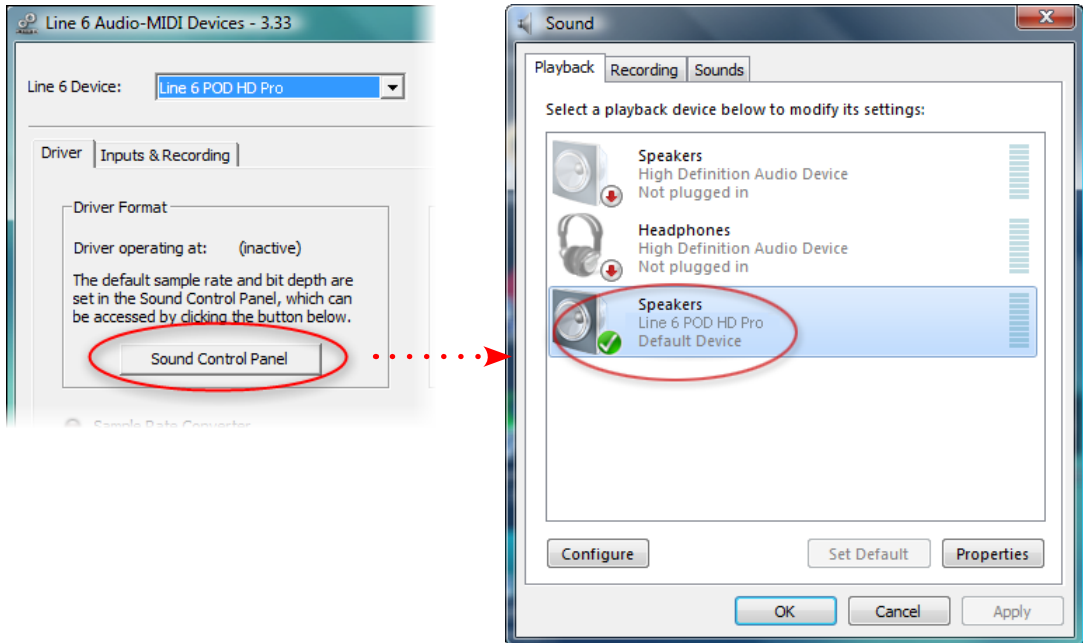 Line 6 Audio-MIDI Devices - 3.33
Line 6 Device:
Line 6 POD HD Pro
Driver
Inputs & Recording
Driver Format
Driver operating at: (inactive)
The default sample rate and bit depth are
set in the Sound Control Panel, which can
be accessed by clicking the button below.
Sound Control Panel
Sample Rate Converter
Sound
Playback
Recording
Sounds
Select a playback device below to modify its settings:
Speakers
High Definition Audio Device
Not plugged in
Headphones
High Definition Audio Device
Not plugged in
Speakers
Line 6 POD HD Pro
Default Device
Configure
Set Default
Properties
OK
Cancel
Apply